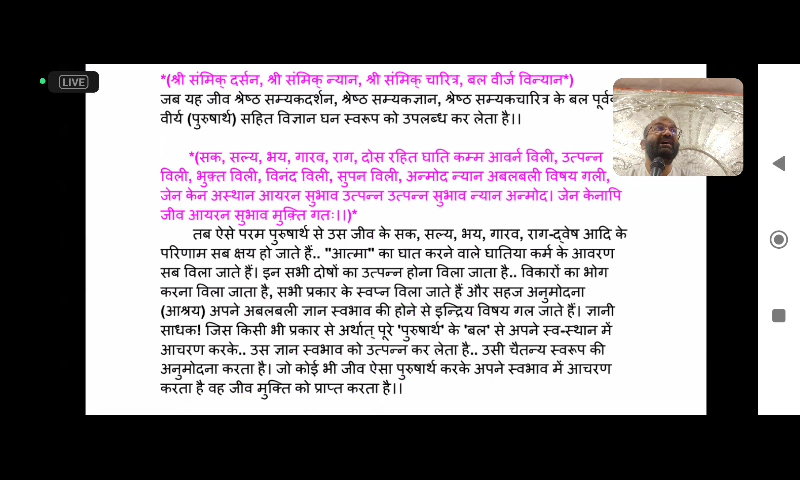 LIVE
*(श्री संमिक् दर्सन, श्री संमिक् न्यान, श्री संमिक् चारित्र, बल वीर्ज विन्यान*)
जब यह जीव श्रेष्ठ सम्यकदर्शन, श्रेष्ठ सम्यकज्ञान, श्रेष्ठ सम्यकचारित्र के बल
वीर्य (पुरुषार्थ) सहित विज्ञान घन स्वरूप को उपलब्ध कर लेता है।।
*(सक, सल्य, भय, गारव, राग, दोस रहित घाति कम्म आवर्न विली, उत्पन्न
विली, भुक्त विली, विनंद विली, सुपन विली, अन्मोद न्यान अबलबली विषय गली,
जेन केन अस्थान आयरन सुभाव उत्पन्न उत्पन्न सुभाव न्यान अन्मोद। जेन केनापि
जीव आयरन सुभाव मुक्ति गतः।।)*
तब ऐसे परम पुरुषार्थ से उस जीव के सक, सल्य, भय, गारव, राग-द्वेष आदि के
परिणाम सब क्षय हो जाते हैं.. "आत्मा" का घात करने वाले घातिया कर्म के आवरण
सब विला जाते हैं। इन सभी दोषों का उत्पन्न होना विला जाता है.. विकारों का भोग
करना विला जाता है, सभी प्रकार के स्वप्न विला जाते हैं और सहज अनुमोदना
(आश्रय) अपने अबलबली ज्ञान स्वभाव की होने से इन्द्रिय विषय गल जाते हैं। ज्ञानी
साधक! जिस किसी भी प्रकार से अर्थात् पूरे 'पुरुषार्थ' के 'बल' से अपने स्व-स्थान में
आचरण करके.. उस ज्ञान स्वभाव को उत्पन्न कर लेता है.. उसी चैतन्य स्वरूप की
अनुमोदना करता है। जो कोई भी जीव ऐसा पुरुषार्थ करके अपने स्वभाव में आचरण
करता है वह जीव मुक्ति को प्राप्त करता है।।